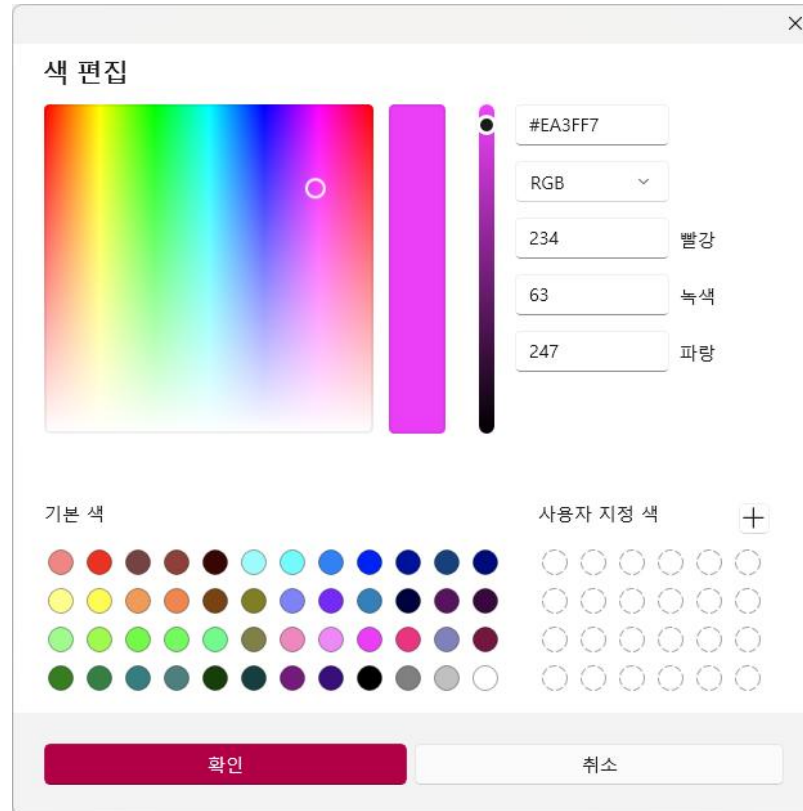 색 편집
#EA3FF7
RGB
234 빨강
63 녹색
247 파랑
기본 색
사용자 지정 색
확인
취소